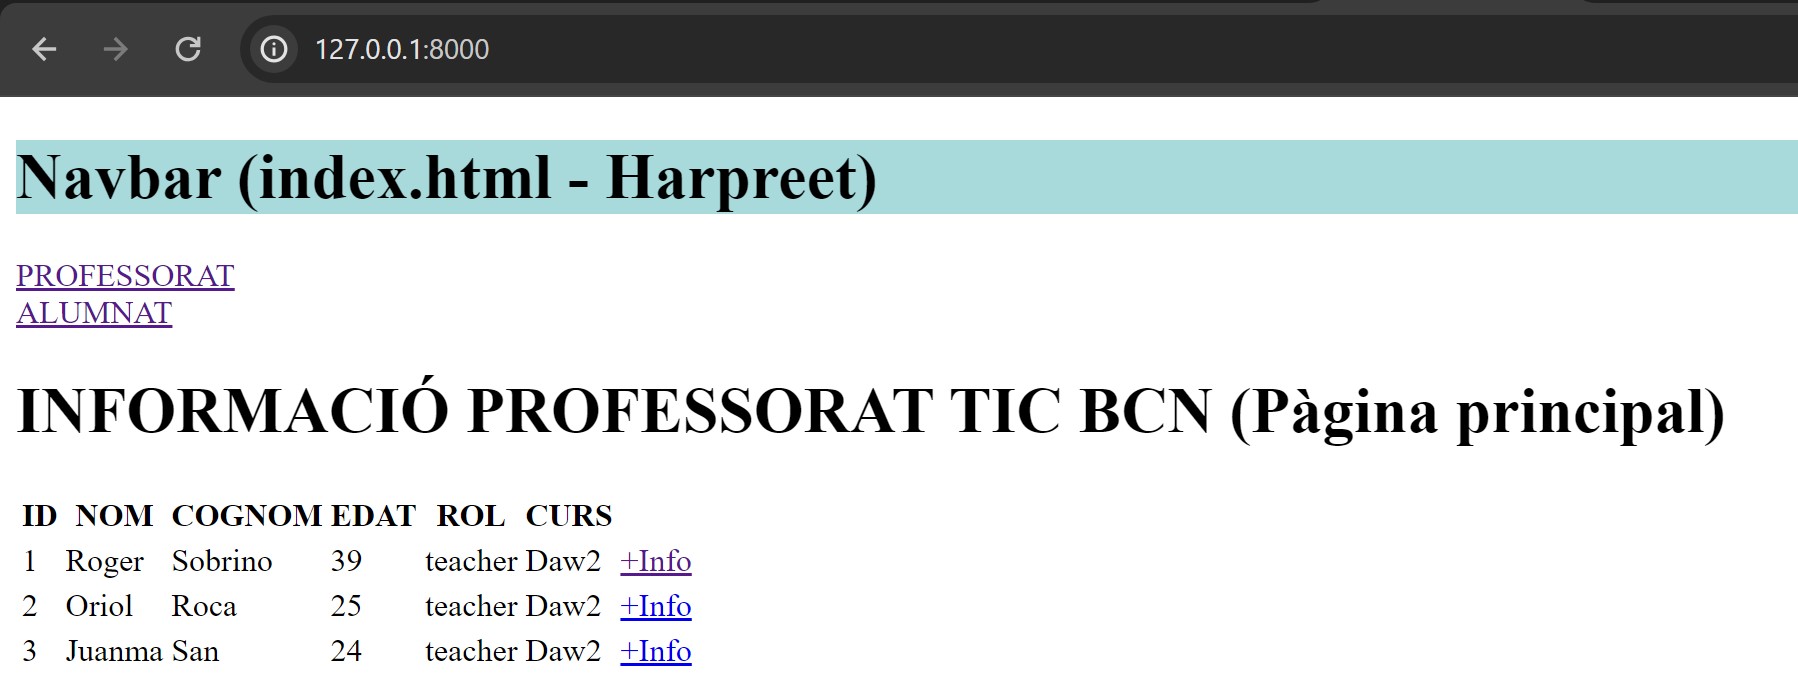 127.0.0.1:8000
Navbar (index.html - Harpreet)
PROFESSORAT
ALUMNAT
INFORMACIÓ PROFESSORAT TIC BCN (Pàgina principal)
ID NOM COGNOM EDAT ROL CURS
1 Roger Sobrino 39 teacher Daw2 +Info
2 Oriol Roca 25 teacher Daw2 +Info
3 Juanma San 24 teacher Daw2 +Info